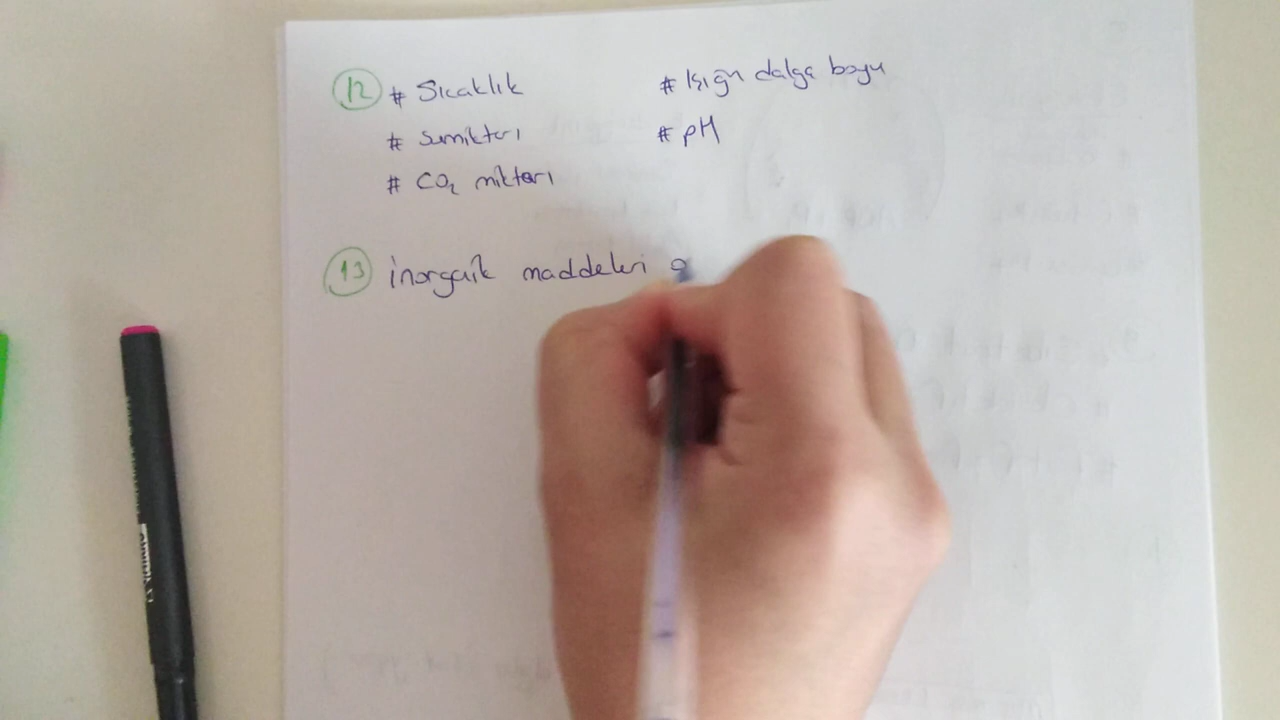 12 # Sıcaklık # Işığın dalga boyu
# Su miktarı # pH
# CO₂ miktarı
13 inorganik maddeleri